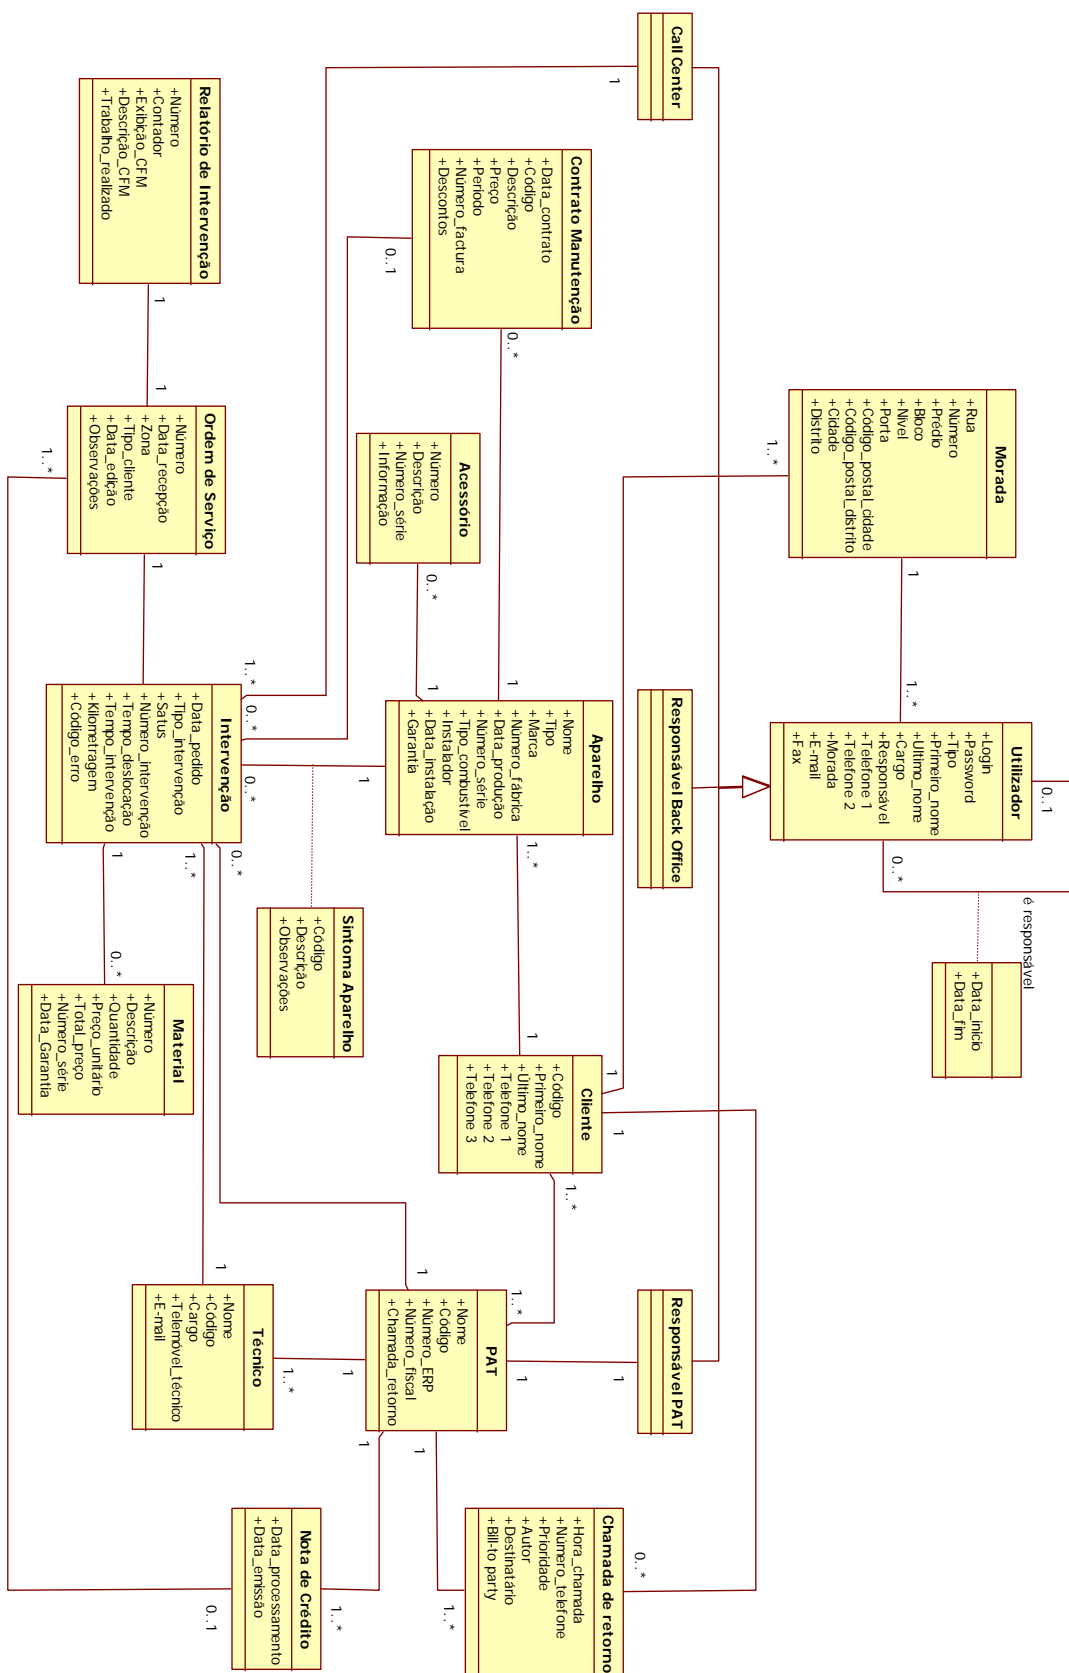 Call Center
1
Relatório de Intervenção
+Número
+Contador
+Exibição_CFM
+Descrição_CFM
+Trabalho_realizado
1
Contrato Manutenção
+Data_contrato
+Código
+Descrição
+Preço
+Periodo
+Número_factura
+Descontos
0..1
0..*
Morada
+Rua
+Número
+Prédio
+Bloco
+Nivel
+Porta
+Código_postal_cidade
+Código_postal_distrito
+Cidade
+Distrito
1..*
1
Ordem de Serviço
+Número
+Data_recepção
+Zona
+Tipo_cliente
+Data_edição
+Observações
1
1..*
1
Acessório
+Número
+Descrição
+Número_série
+Informação
0..*
1
Utilizador
+Login
+Password
+Tipo
+Primeiro_nome
+Ultimo_nome
+Cargo
+Responsável
+Telefone 1
+Telefone 2
+Morada
+E-mail
+Fax
1..*
0..1
0..*
é responsável
+Data_inicio
+Data_fim
Responsável Back Office
Aparelho
+Nome
+Tipo
+Marca
+Número_fábrica
+Data_produção
+Número_série
+Tipo_combustível
+Instalador
+Data_instalação
+Garantia
1
1
1..*
Intervenção
+Data_pedido
+Tipo_intervenção
+Satus
+Número_intervenção
+Tempo_deslocação
+Tempo_intervenção
+Kilometragem
+Código_erro
1..*
0..*
0..*
0..*
1..*
1
Sintoma Aparelho
+Código
+Descrição
+Observações
0..*
Material
+Número
+Descrição
+Quantidade
+Preço_unitário
+Total_preço
+Número_série
+Data_Garantia
Cliente
+Código
+Primeiro_nome
+Último_nome
+Telefone 1
+Telefone 2
+Telefone 3
1
1
1
1..*
Responsável PAT
1
PAT
+Nome
+Código
+Número_ERP
+Número_fiscal
+Chamada_retorno
1..*
1
1
1
1
1
Técnico
+Nome
+Código
+Cargo
+Telemóvel_técnico
+E-mail
1
1..*
Chamada de retorno
+Hora_chamada
+Número_telefone
+Prioridade
+Autor
+Destinatário
+Bill-to party
0..*
1..*
Nota de Crédito
+Data_processamento
+Data_emissão
1..*
0..1